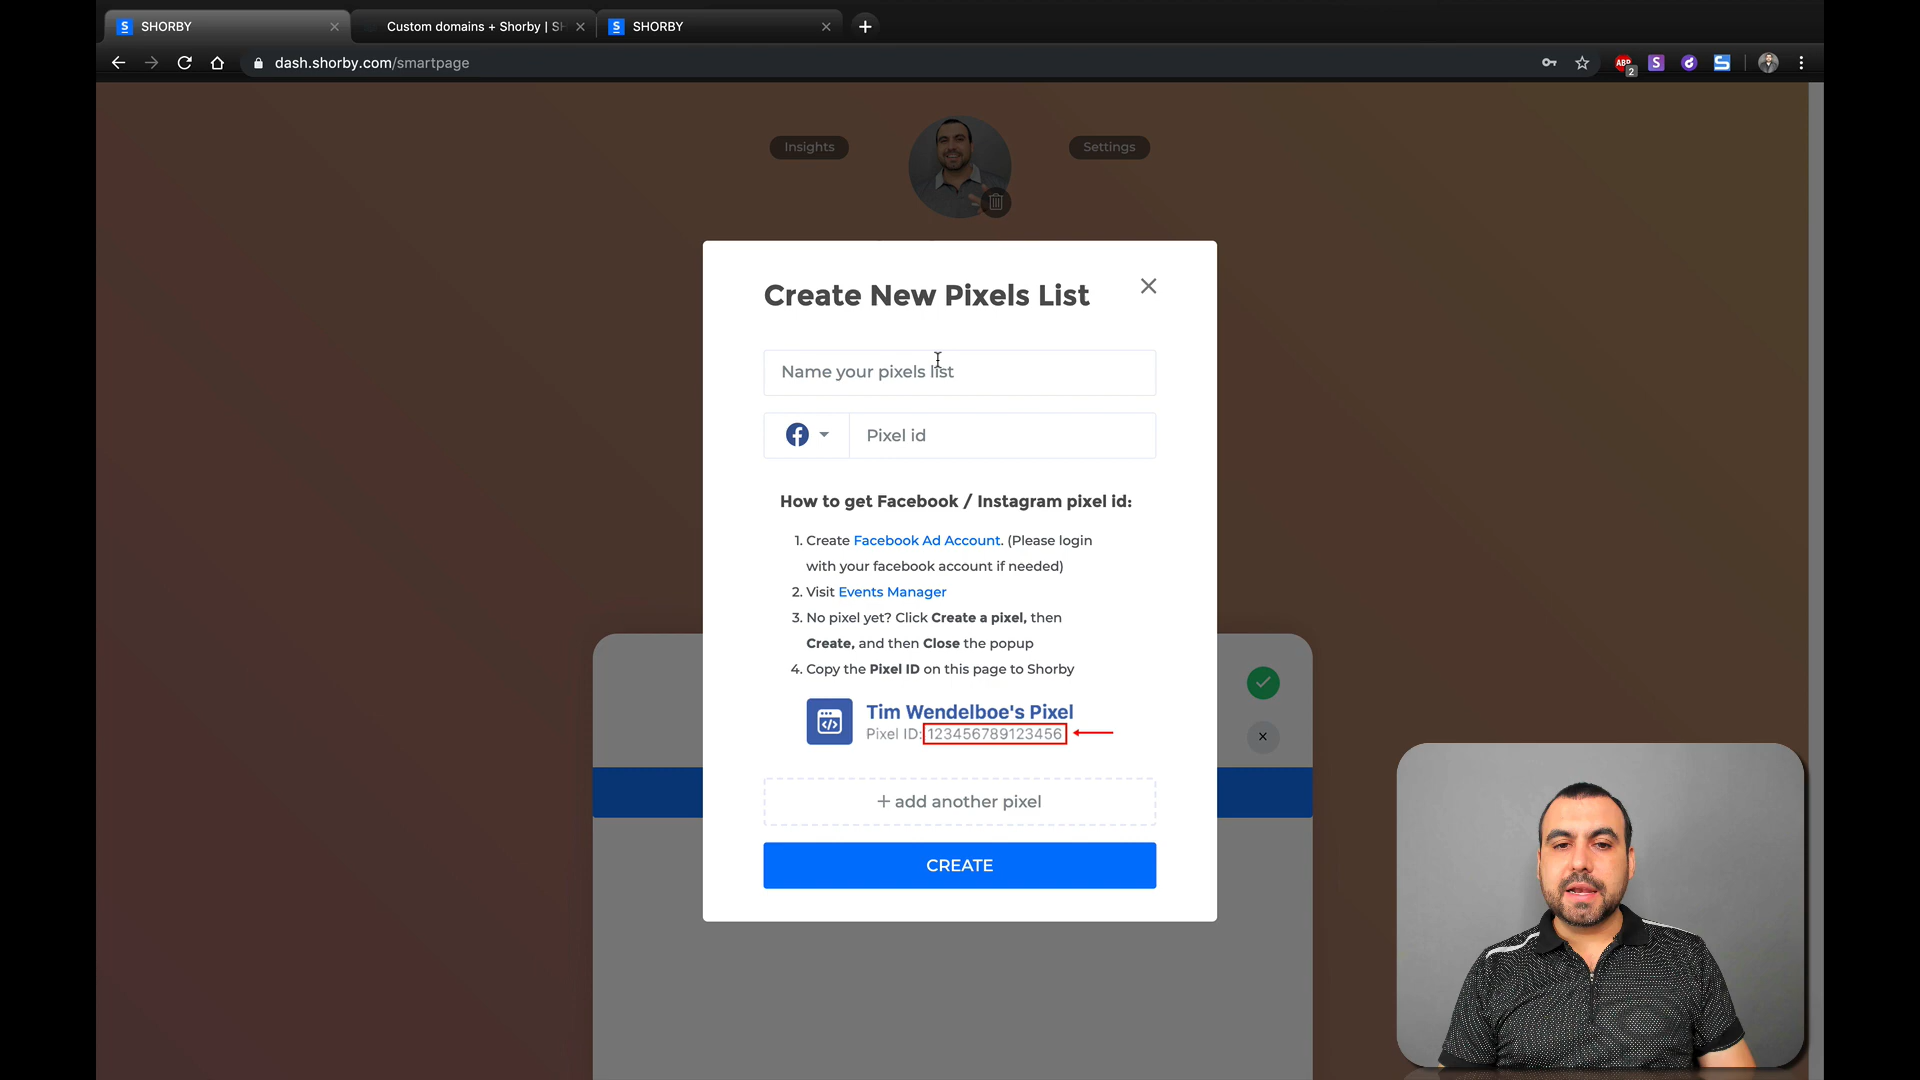 SHORBY
Custom domains + Shorby | SH
SHORBY
dash.shorby.com/smartpage
ABP
2
Insights
Settings
Create New Pixels List
Name your pixels list
Pixel id
How to get Facebook / Instagram pixel id:
1. Create Facebook Ad Account. (Please login
with your facebook account if needed)
2. Visit Events Manager
3. No pixel yet? Click Create a pixel, then
Create, and then Close the popup
4. Copy the Pixel ID on this page to Shorby
Tim Wendelboe's Pixel
Pixel ID: 123456789123456
+ add another pixel
CREATE